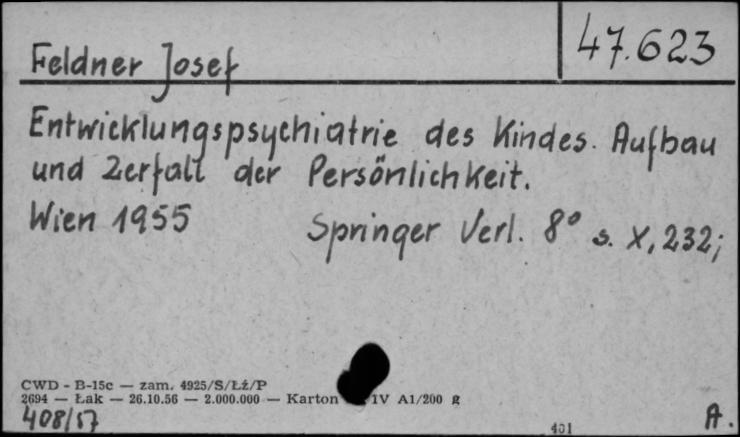 47.623
Feldner Josef
Entwicklungspsychiatrie des Kindes. Aufbau
und Zerfall der Persönlichkeit.
Wien 1955 Springer Verl. 8° s. X, 232;
CWD - B-15c — zam. 4925/S/Łź/P
2694 — Łak — 26.10.56 — 2.000.000 — Karton IV A1/200 g
408/57 401 A.